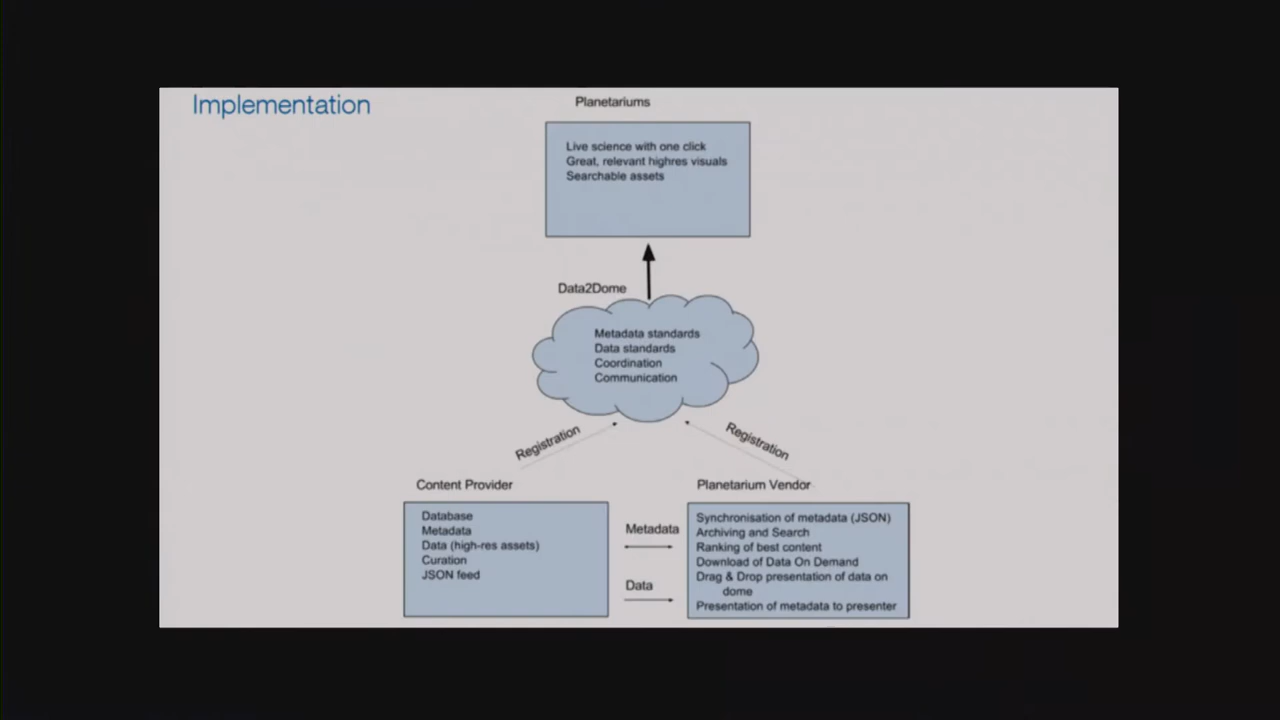 Implementation
Planetariums
Live science with one click
Great, relevant highres visuals
Searchable assets
Data2Dome
Metadata standards
Data standards
Coordination
Communication
Registration
Registration
Content Provider
Database
Metadata
Data (high-res assets)
Curation
JSON feed
Metadata
Data
Planetarium Vendor
Synchronisation of metadata (JSON)
Archiving and Search
Ranking of best content
Download of Data On Demand
Drag & Drop presentation of data on
dome
Presentation of metadata to presenter